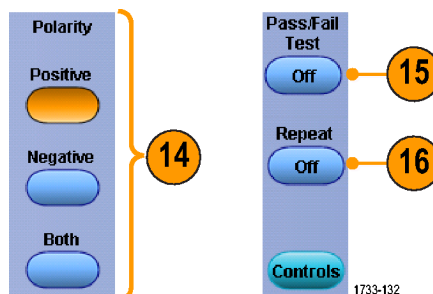 Polarity
Positive
Negative
Both
14
Pass/Fail
Test
Off
15
Repeat
Off
16
Controls
1733-132